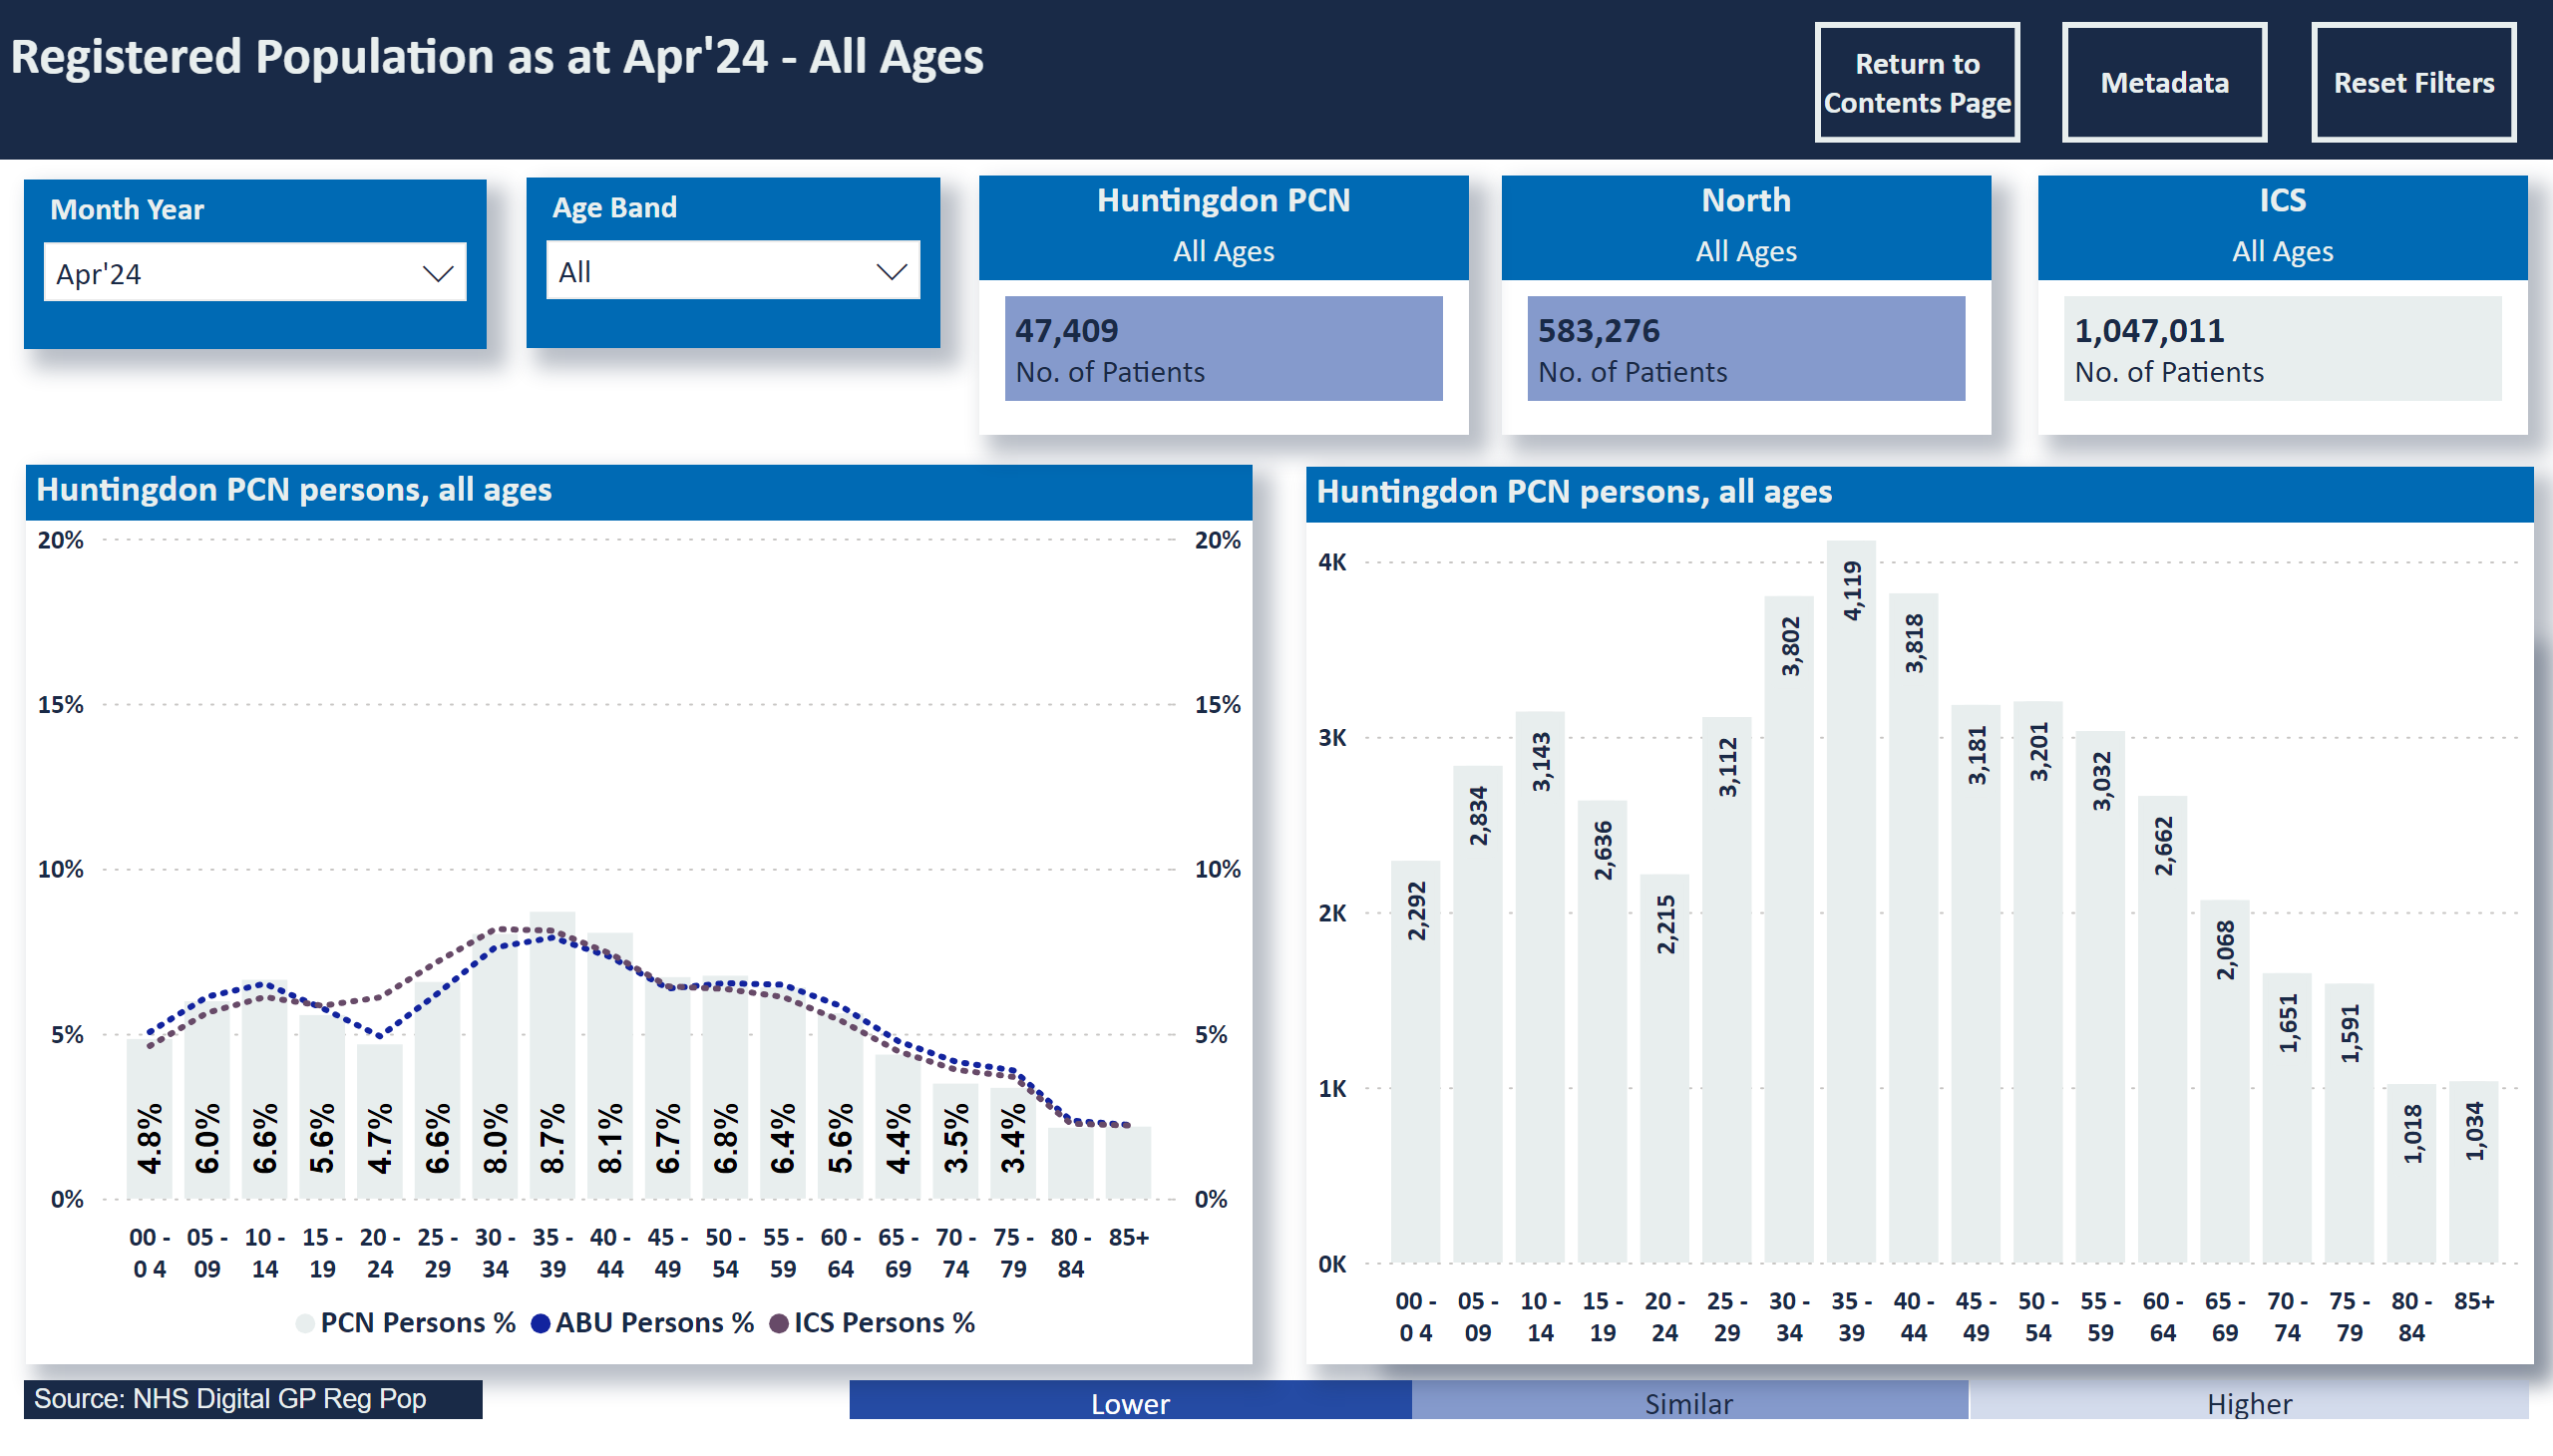 Registered Population as at Apr'24 - All Ages
Return to
Contents Page
Metadata
Reset Filters
Month Year
Apr'24
Age Band
All
Huntingdon PCN
All Ages
47,409
No. of Patients
North
All Ages
583,276
No. of Patients
ICS
All Ages
1,047,011
No. of Patients
Huntingdon PCN persons, all ages
20%
15%
10%
5%
0%
20%
15%
10%
5%
0%
4.8%
6.0%
6.6%
5.6%
4.7%
6.6%
8.0%
8.7%
8.1%
6.7%
6.8%
6.4%
5.6%
4.4%
3.5%
3.4%
00 - 05 - 10 - 15 - 20 - 25 - 30 - 35 - 40 - 45 - 50 - 55 - 60 - 65 - 70 - 75 - 80 - 85+
0 4 09 14 19 24 29 34 39 44 49 54 59 64 69 74 79 84
PCN Persons % ABU Persons % ICS Persons %
Huntingdon PCN persons, all ages
4K
3K
2K
1K
0K
2,292
2,834
3,143
2,636
2,215
3,112
3,802
4,119
3,818
3,181
3,201
3,032
2,662
2,068
1,651
1,591
1,018
1,034
00 - 05 - 10 - 15 - 20 - 25 - 30 - 35 - 40 - 45 - 50 - 55 - 60 - 65 - 70 - 75 - 80 - 85+
0 4 09 14 19 24 29 34 39 44 49 54 59 64 69 74 79 84
Source: NHS Digital GP Reg Pop
Lower
Similar
Higher